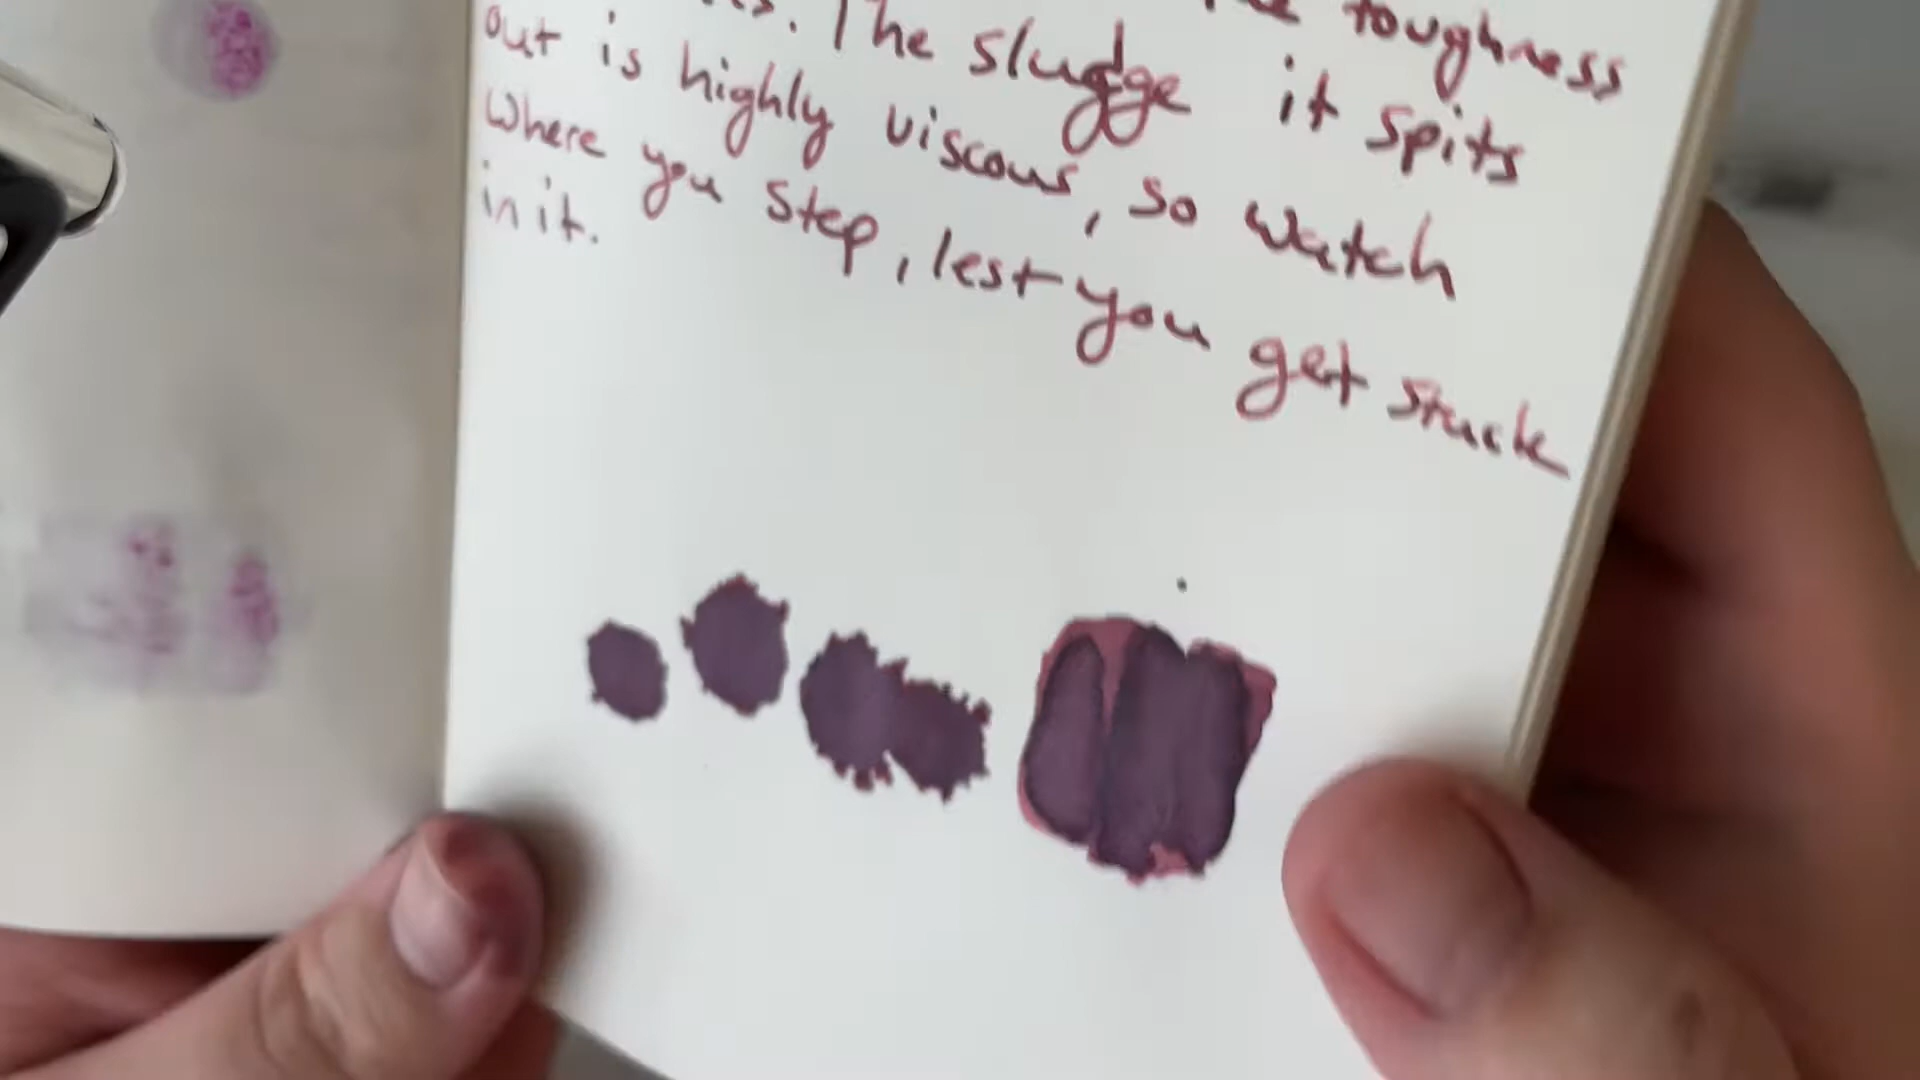 toughness
The sludge it spits
out is highly viscous, so watch
where you step, lest you get stuck
in it.